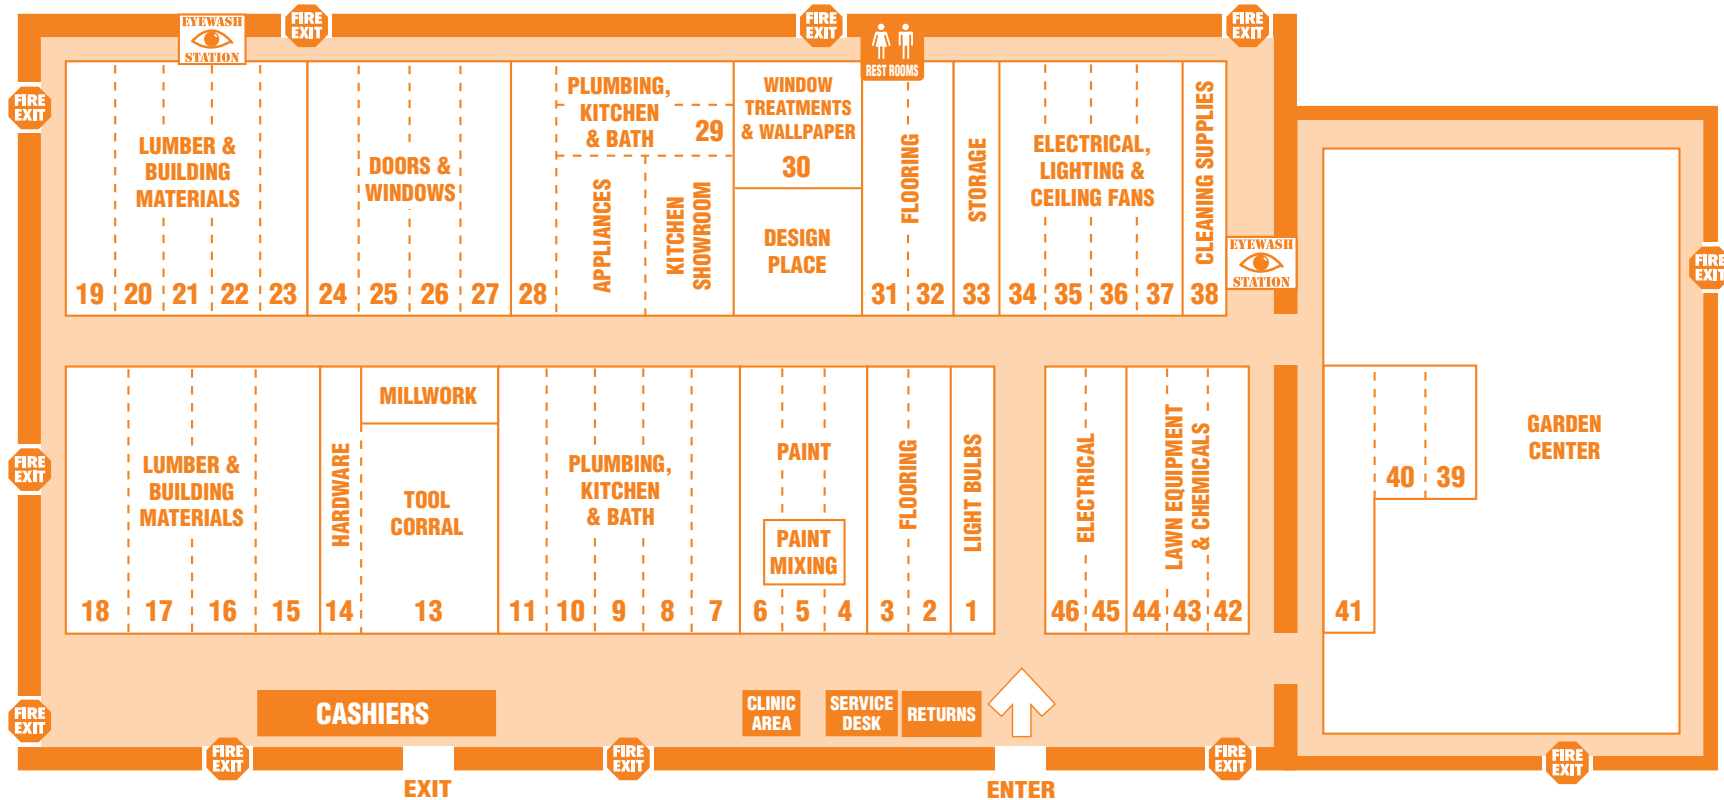 EYEWASH
STATION
FIRE
EXIT
FIRE
EXIT
FIRE
EXIT
REST ROOMS
FIRE
EXIT
LUMBER &
BUILDING
MATERIALS
19 20 21 22 23
DOORS &
WINDOWS
24 25 26 27
PLUMBING,
KITCHEN
& BATH
29
28
APPLIANCES
KITCHEN
SHOWROOM
WINDOW
TREATMENTS
& WALLPAPER
30
DESIGN
PLACE
FLOORING
31 32
STORAGE
33
ELECTRICAL,
LIGHTING &
CEILING FANS
34 35 36 37
CLEANING SUPPLIES
38
EYEWASH
STATION
FIRE
EXIT
FIRE
EXIT
LUMBER &
BUILDING
MATERIALS
18 17 16 15
HARDWARE
14
MILLWORK
TOOL
CORRAL
13
PLUMBING,
KITCHEN
& BATH
11 10 9 8 7
PAINT
PAINT
MIXING
6 5 4
FLOORING
3 2
LIGHT BULBS
1
ELECTRICAL
46 45
LAWN EQUIPMENT
& CHEMICALS
44 43 42
40 39
41
GARDEN
CENTER
FIRE
EXIT
CASHIERS
CLINIC
AREA
SERVICE
DESK
RETURNS
FIRE
EXIT
EXIT
FIRE
EXIT
ENTER
FIRE
EXIT
FIRE
EXIT